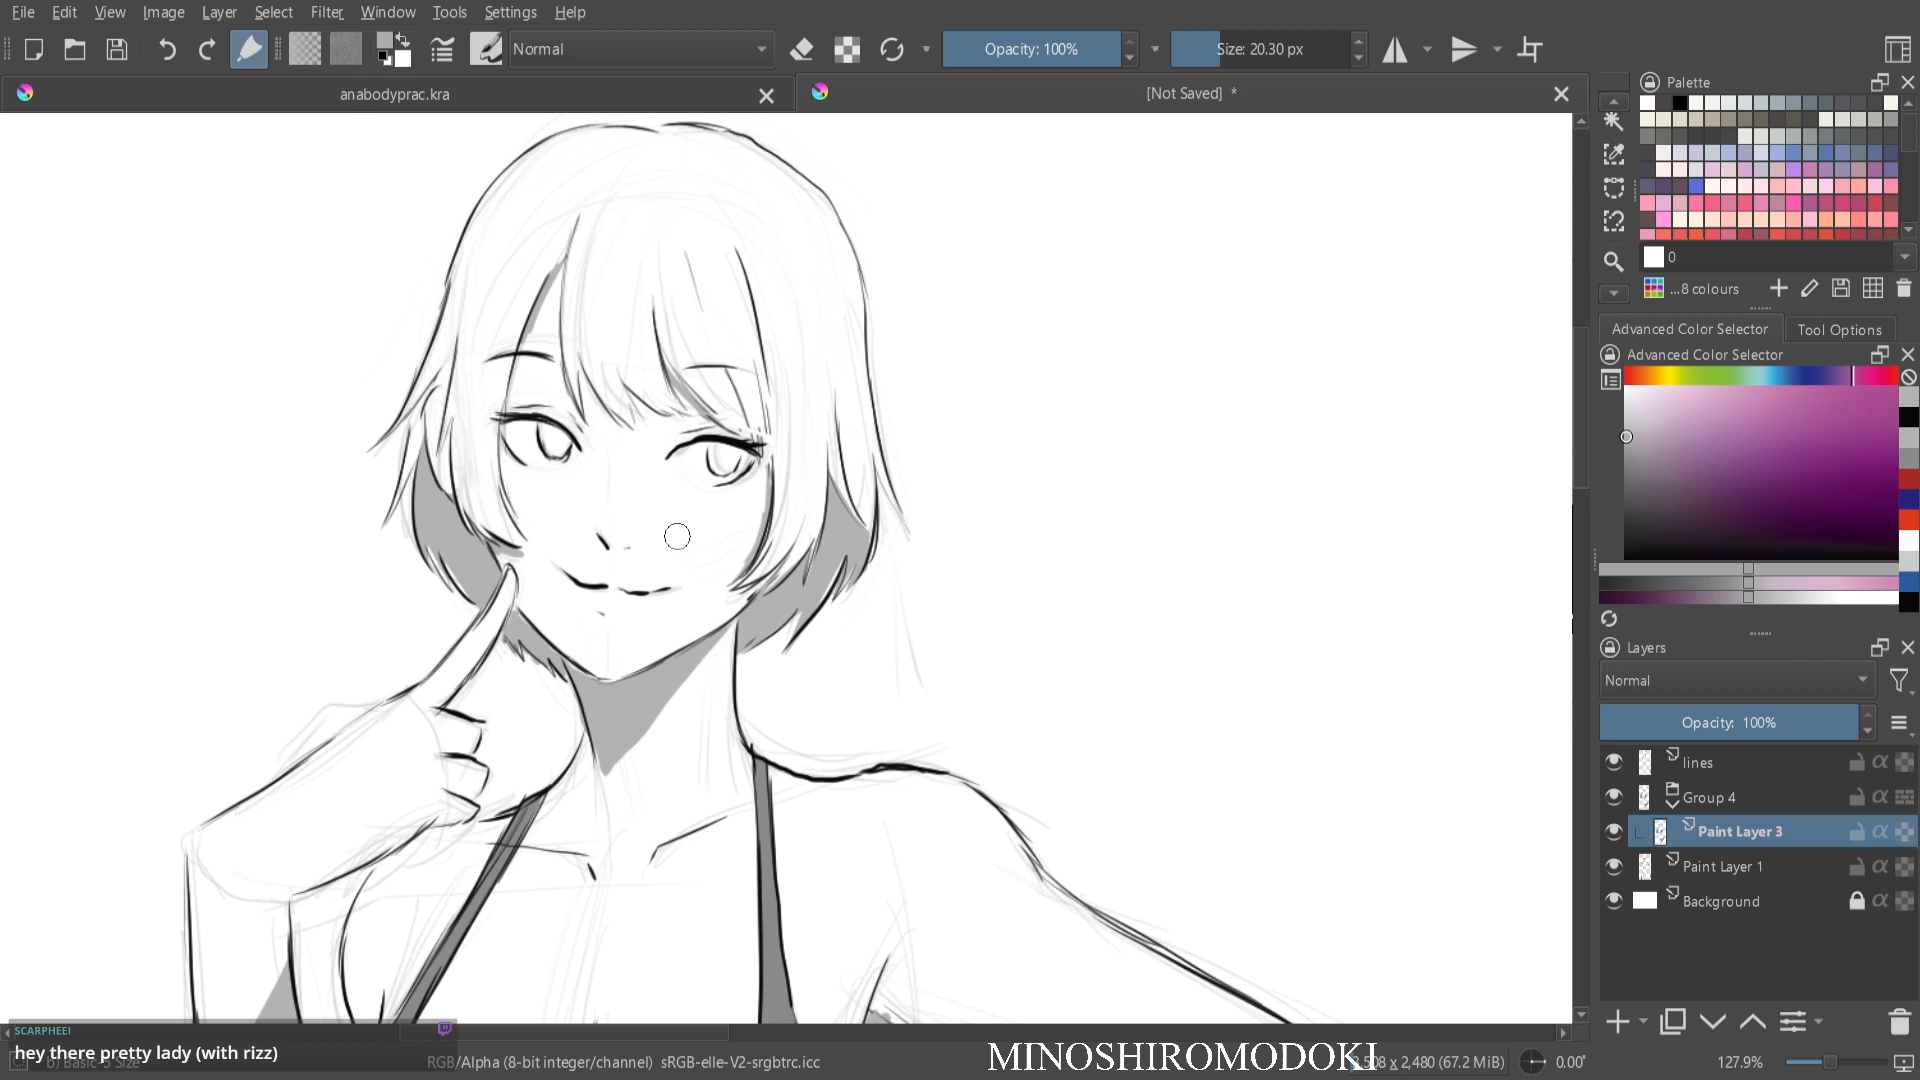 File Edit View Image Layer Select Filter Window Tools Settings Help
Normal Opacity: 100% Size: 20.30 px
anabodyprac.kra [Not Saved] *
Palette
0
...8 colours
Advanced Color Selector Tool Options
Advanced Color Selector
Layers
Normal
Opacity: 100%
lines
Group 4
Paint Layer 3
Paint Layer 1
Background
SCARPHEEI
hey there pretty lady (with rizz)
RGB/Alpha (8-bit integer/channel) sRGB-elle-V2-srgbtrc.icc
MINOSHIROMODOKI
x 2,480 (67.2 MiB) 0.00° 127.9%